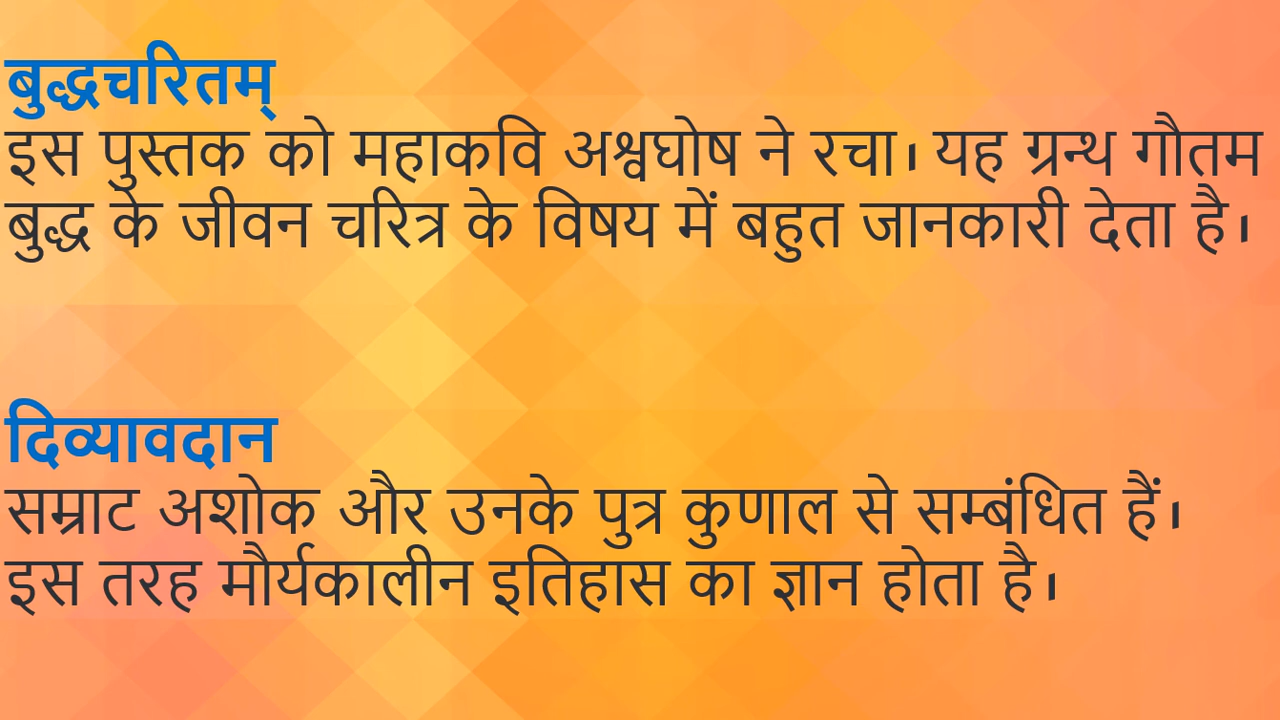 बुद्धचरितम्
इस पुस्तक को महाकवि अश्वघोष ने रचा। यह ग्रन्थ गौतम
बुद्ध के जीवन चरित्र के विषय में बहुत जानकारी देता है।
दिव्यावदान
सम्राट अशोक और उनके पुत्र कुणाल से सम्बंधित हैं।
इस तरह मौर्यकालीन इतिहास का ज्ञान होता है।